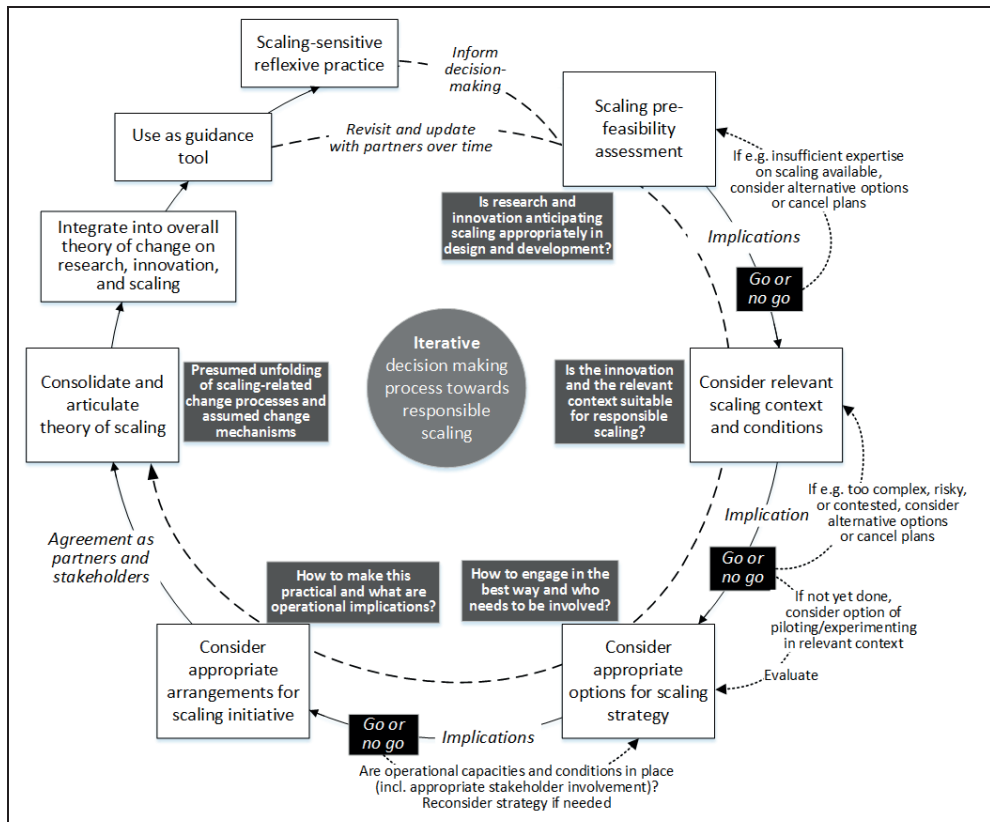 Scaling-sensitive
reflexive practice
Inform
decision-
making
Scaling pre-
feasibility
assessment
Use as guidance
tool
Revisit and update
with partners over time
If e.g. insufficient expertise
on scaling available,
consider alternative options
or cancel plans
Is research and
innovation anticipating
scaling appropriately in
design and development?
Implications
Go or
no go
Integrate into overall
theory of change on
research, innovation,
and scaling
Iterative
decision making
process towards
responsible
scaling
Consolidate and
articulate
theory of scaling
Presumed unfolding
of scaling-related
change processes and
assumed change
mechanisms
Is the innovation
and the relevant
context suitable
for responsible
scaling?
Consider relevant
scaling context
and conditions
If e.g. too complex, risky,
or contested, consider
alternative options
or cancel plans
Implication
Go or
no go
Agreement as
partners and
stakeholders
How to make this
practical and what are
operational implications?
How to engage in the
best way and who
needs to be involved?
If not yet done,
consider option of
piloting/experimenting
in relevant context
Evaluate
Consider
appropriate
arrangements for
scaling initiative
Consider
appropriate
options for scaling
strategy
Go or
no go
Implications
Are operational capacities and conditions in place
(incl. appropriate stakeholder involvement)?
Reconsider strategy if needed